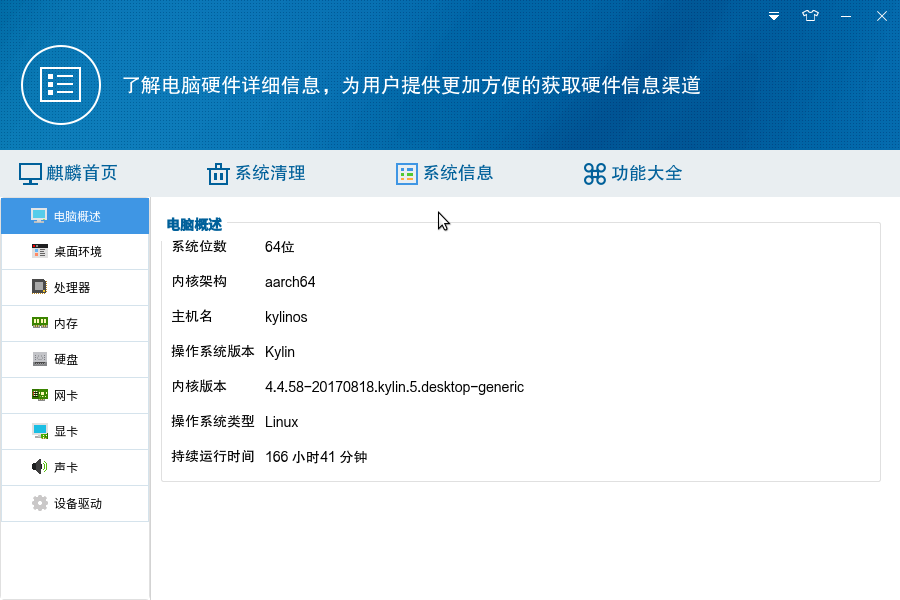 了解电脑硬件详细信息，为用户提供更加方便的获取硬件信息渠道
麒麟首页 系统清理 系统信息 功能大全
电脑概述
桌面环境
处理器
内存
硬盘
网卡
显卡
声卡
设备驱动
电脑概述
系统位数 64位
内核架构 aarch64
主机名 kylinos
操作系统版本 Kylin
内核版本 4.4.58-20170818.kylin.5.desktop-generic
操作系统类型 Linux
持续运行时间 166 小时41 分钟